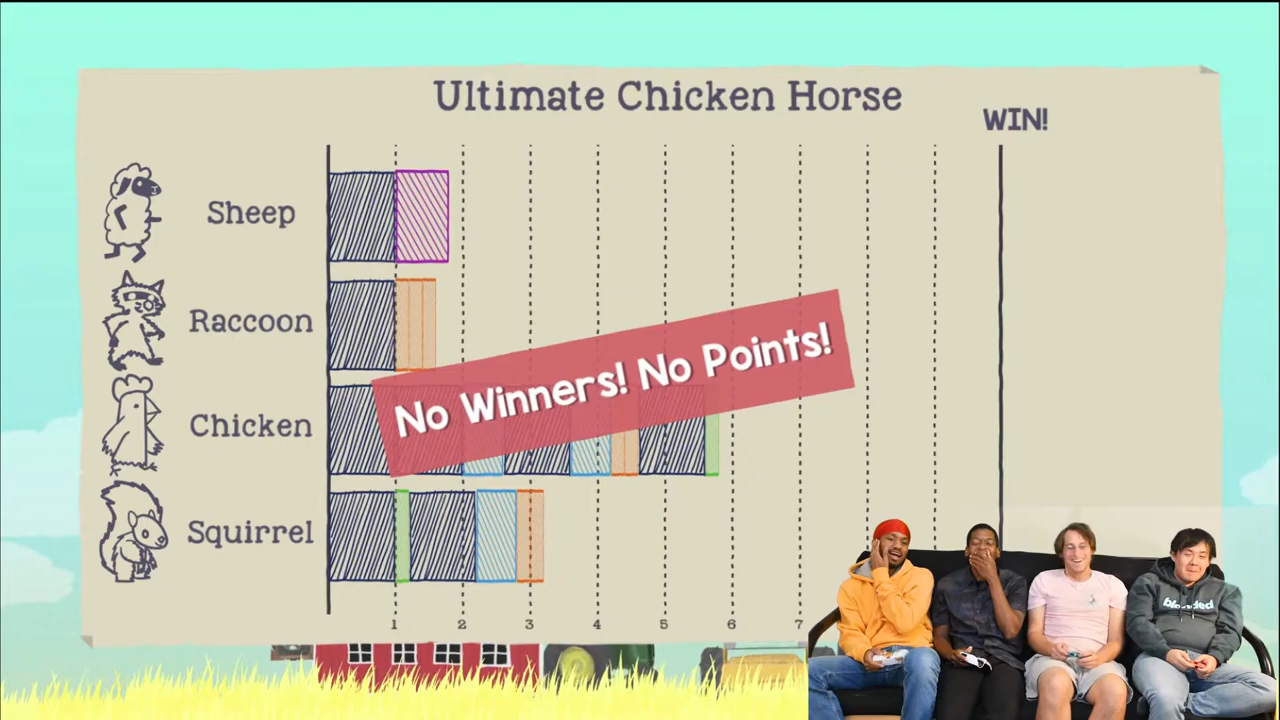 Ultimate Chicken Horse
WIN!
Sheep
Raccoon
No Winners! No Points!
Chicken
Squirrel
1 2 3 4 5 6 7